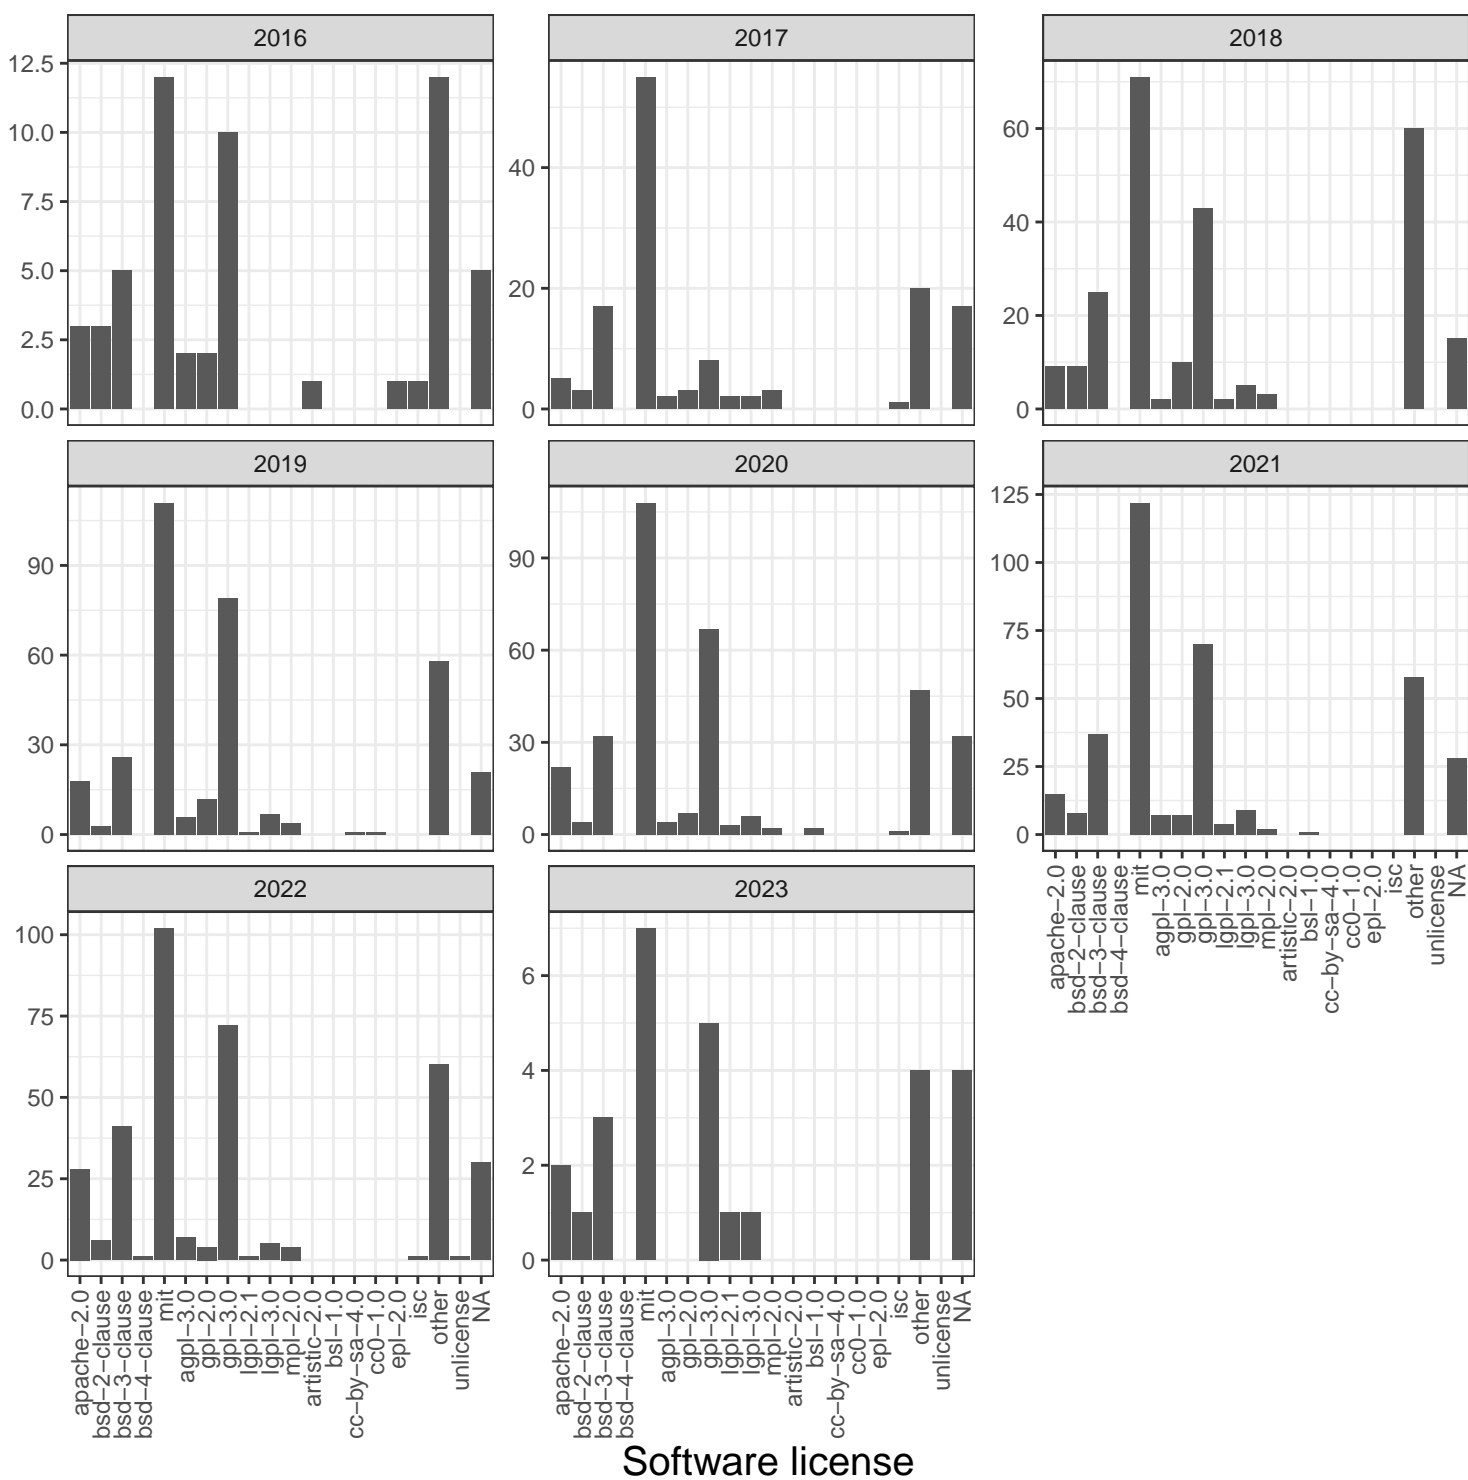 2016
12.5
10.0
7.5
5.0
2.5
0.0
2017
40
20
0
2018
60
40
20
0
2019
90
60
30
0
2020
90
60
30
0
2021
125
100
75
50
25
0
apache−2.0
bsd−2−clause
bsd−3−clause
bsd−4−clause
mit
agpl−3.0
gpl−2.0
gpl−3.0
lgpl−2.1
lgpl−3.0
mpl−2.0
artistic−2.0
bsl−1.0
cc−by−sa−4.0
cc0−1.0
epl−2.0
isc
other
unlicense
NA
2022
100
75
50
25
0
apache−2.0
bsd−2−clause
bsd−3−clause
bsd−4−clause
mit
agpl−3.0
gpl−2.0
gpl−3.0
lgpl−2.1
lgpl−3.0
mpl−2.0
artistic−2.0
bsl−1.0
cc−by−sa−4.0
cc0−1.0
epl−2.0
isc
other
unlicense
NA
2023
6
4
2
0
apache−2.0
bsd−2−clause
bsd−3−clause
bsd−4−clause
mit
agpl−3.0
gpl−2.0
gpl−3.0
lgpl−2.1
lgpl−3.0
mpl−2.0
artistic−2.0
bsl−1.0
cc−by−sa−4.0
cc0−1.0
epl−2.0
isc
other
unlicense
NA
Software license